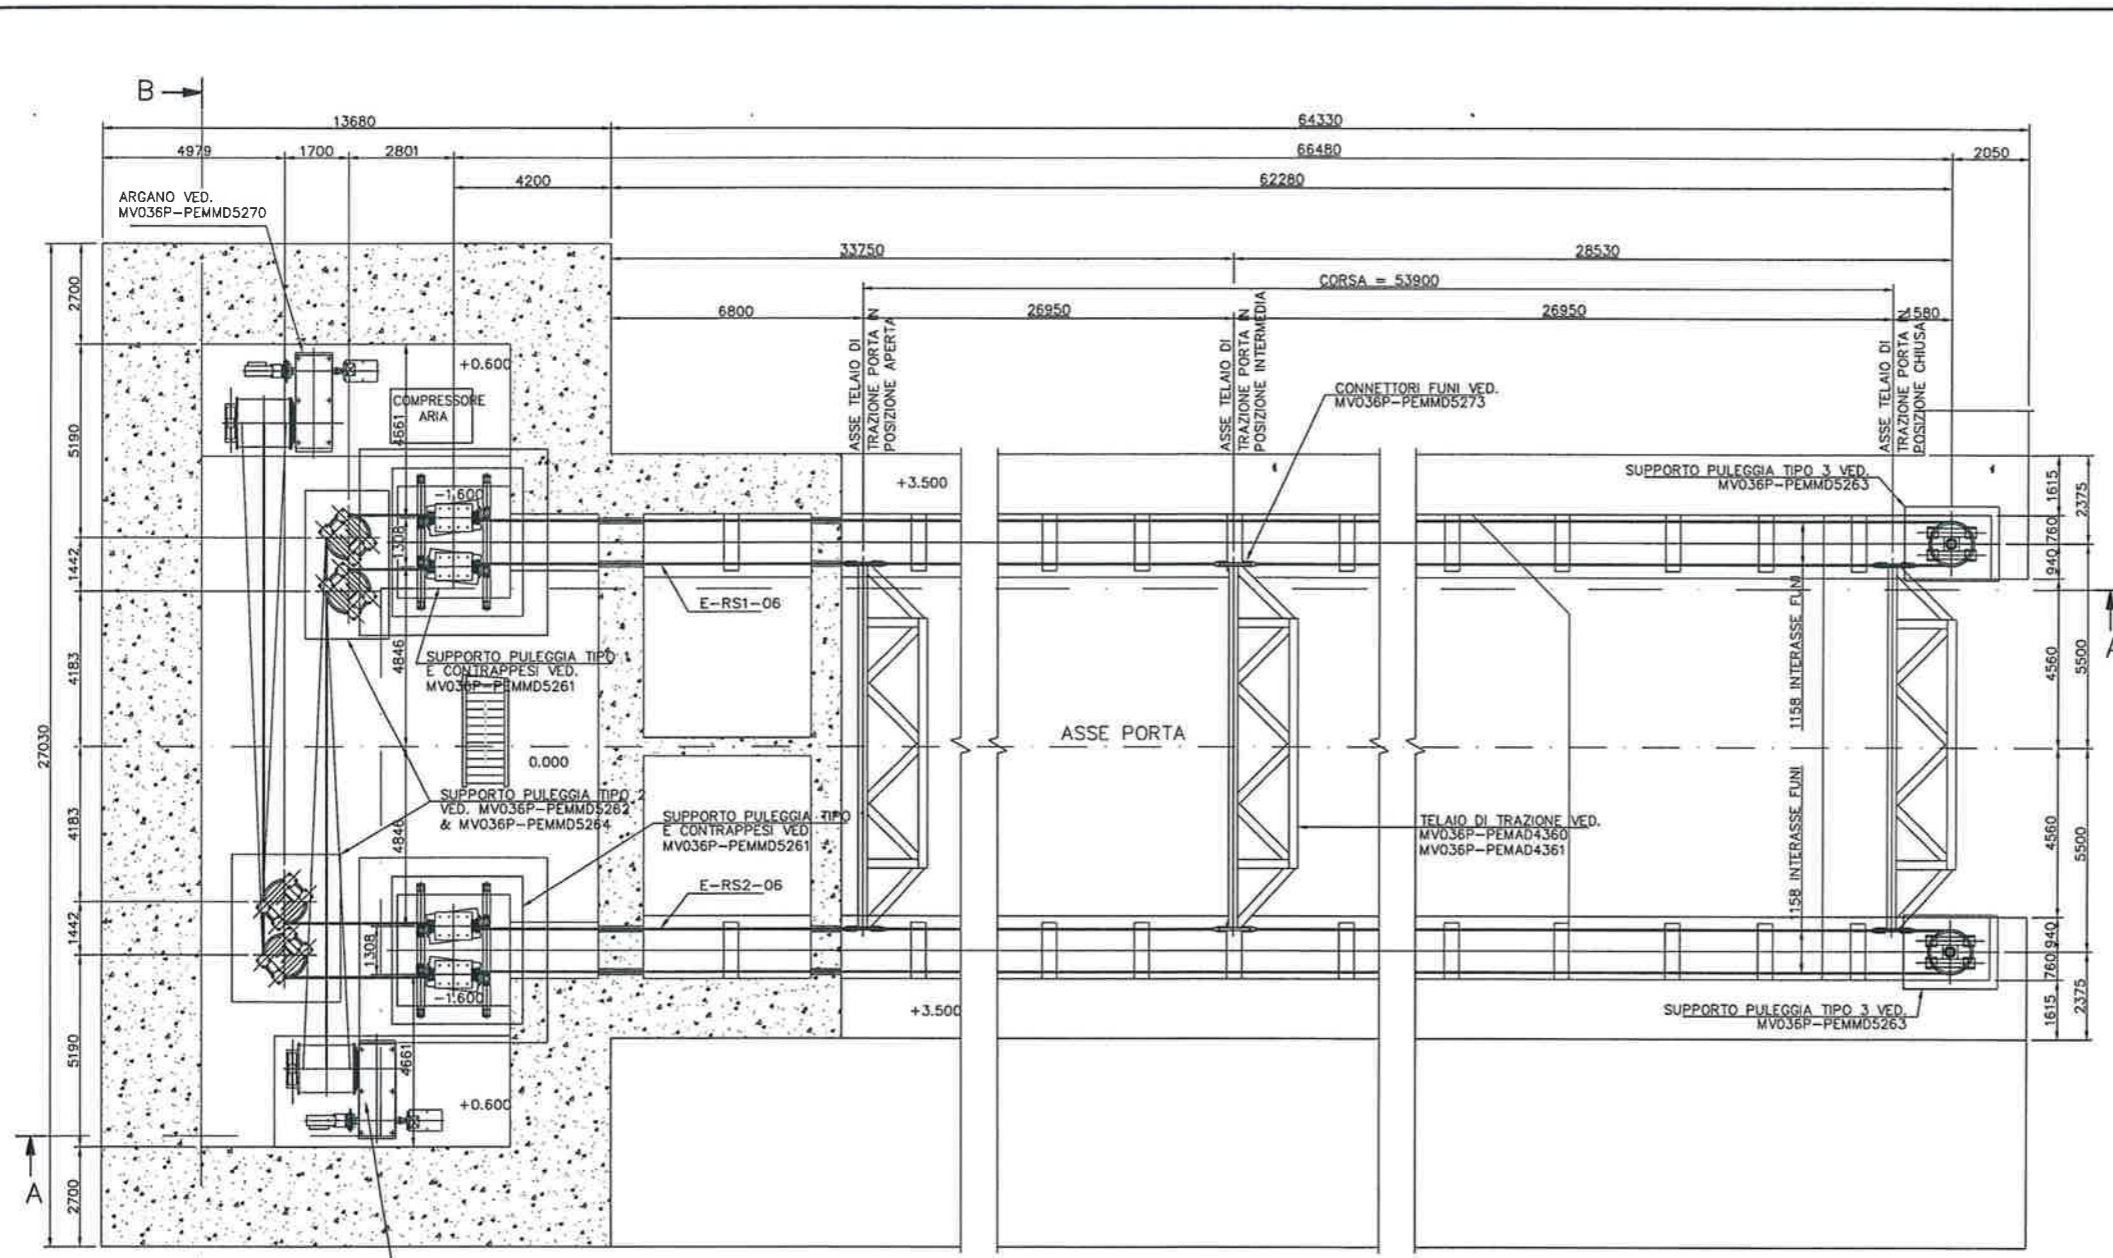 B
13680
64330
4979
1700
2801
66480
2050
4200
62280
ARGANO VED.
MV036P-PEMMD5270
33750
28530
CORSA = 53900
6800
26950
26950
1580
ASSE TELAIO DI
TRAZIONE PORTA IN
POSIZIONE APERTA
ASSE TELAIO DI
TRAZIONE PORTA IN
POSIZIONE INTERMEDIA
ASSE TELAIO DI
TRAZIONE PORTA IN
POSIZIONE CHIUSA
2700
+0.600
COMPRESSORE
ARIA
4661
5190
CONNETTORI FUNI VED.
MV036P-PEMMD5273
SUPPORTO PULEGGIA TIPO 3 VED.
MV036P-PEMMD5263
+3.500
-1.600
1615
2375
1308
1442
760
940
E-RS1-06
1158 INTERASSE FUNI
A
4183
4846
SUPPORTO PULEGGIA TIPO 1
E CONTRAPPESI VED.
MV036P-PEMMD5261
4560
5500
27030
ASSE PORTA
0.000
SUPPORTO PULEGGIA TIPO 2
VED. MV036P-PEMMD5262
& MV036P-PEMMD5264
SUPPORTO PULEGGIA TIPO
E CONTRAPPESI VED
MV036P-PEMMD5261
TELAIO DI TRAZIONE VED.
MV036P-PEMAD4360
MV036P-PEMAD4361
4183
4846
4560
5500
E-RS2-06
1158 INTERASSE FUNI
1442
1308
940
760
-1.600
+3.500
SUPPORTO PULEGGIA TIPO 3 VED.
MV036P-PEMMD5263
1615
2375
5190
4661
+0.600
A
2700